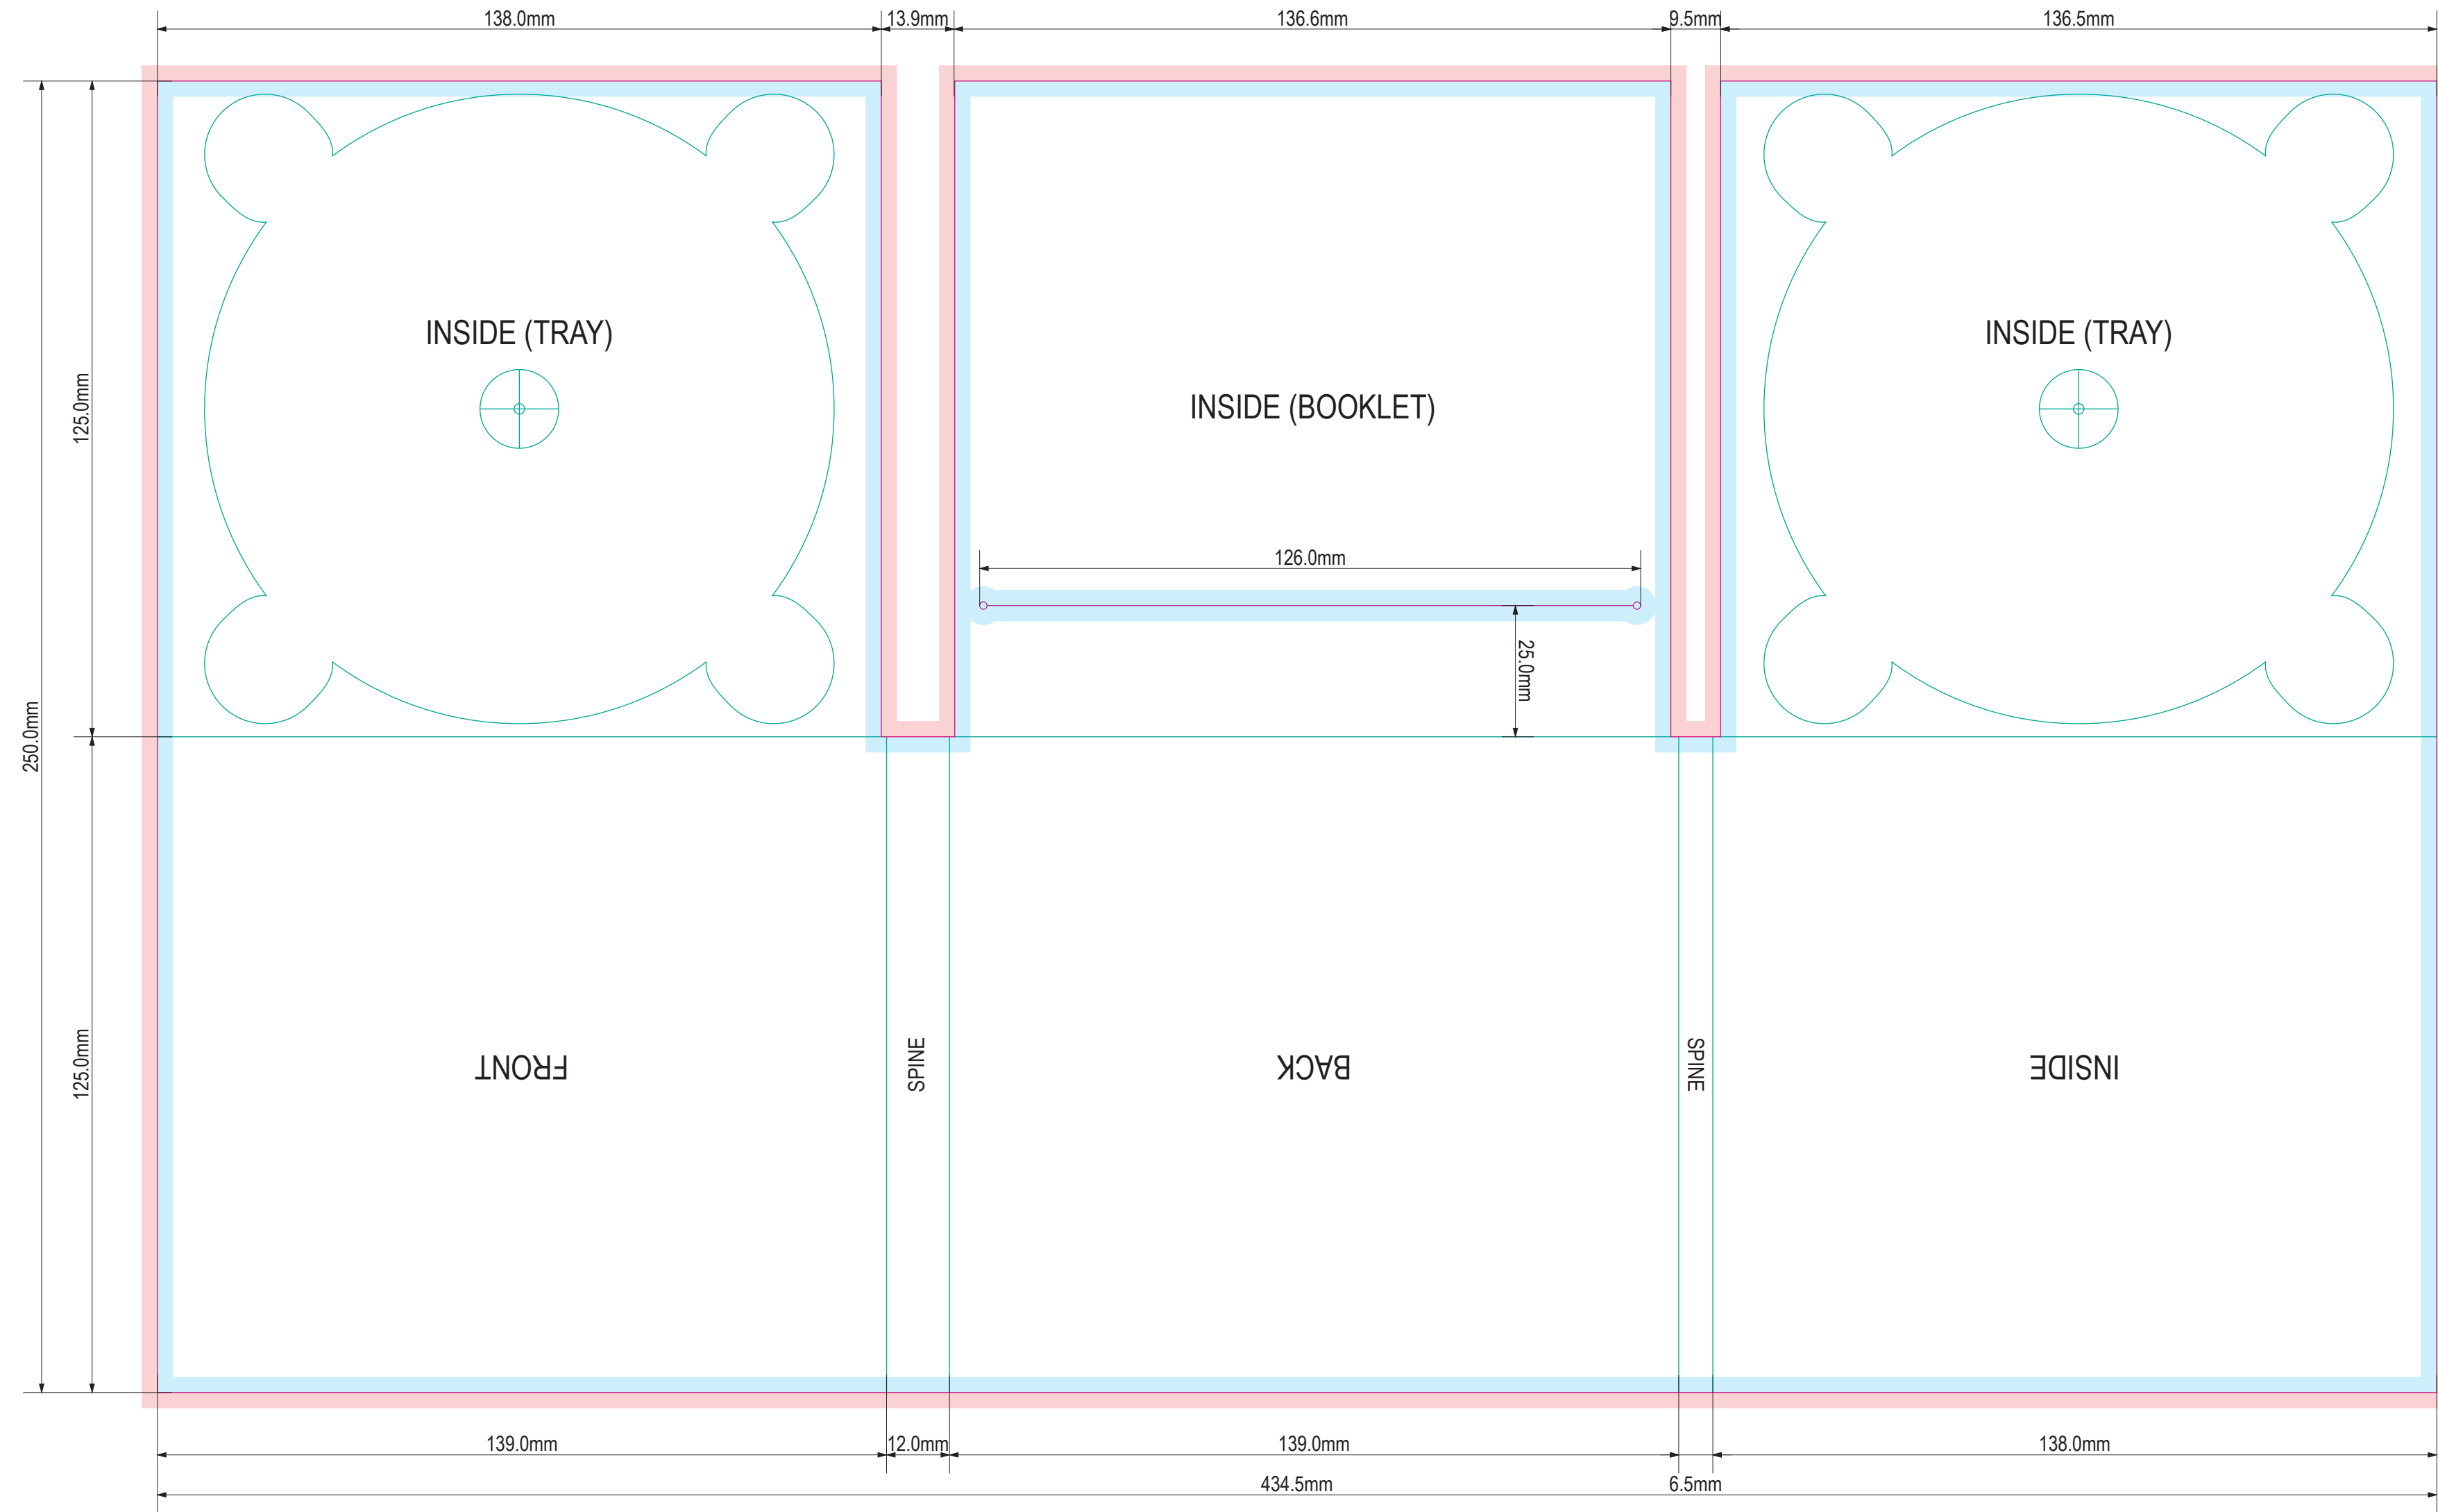 138.0mm
13.9mm
136.6mm
9.5mm
136.5mm
INSIDE (TRAY)
INSIDE (TRAY)
125.0mm
INSIDE (BOOKLET)
126.0mm
25.0mm
250.0mm
FRONT
SPINE
BACK
SPINE
INSIDE
125.0mm
139.0mm
12.0mm
139.0mm
138.0mm
434.5mm
6.5mm